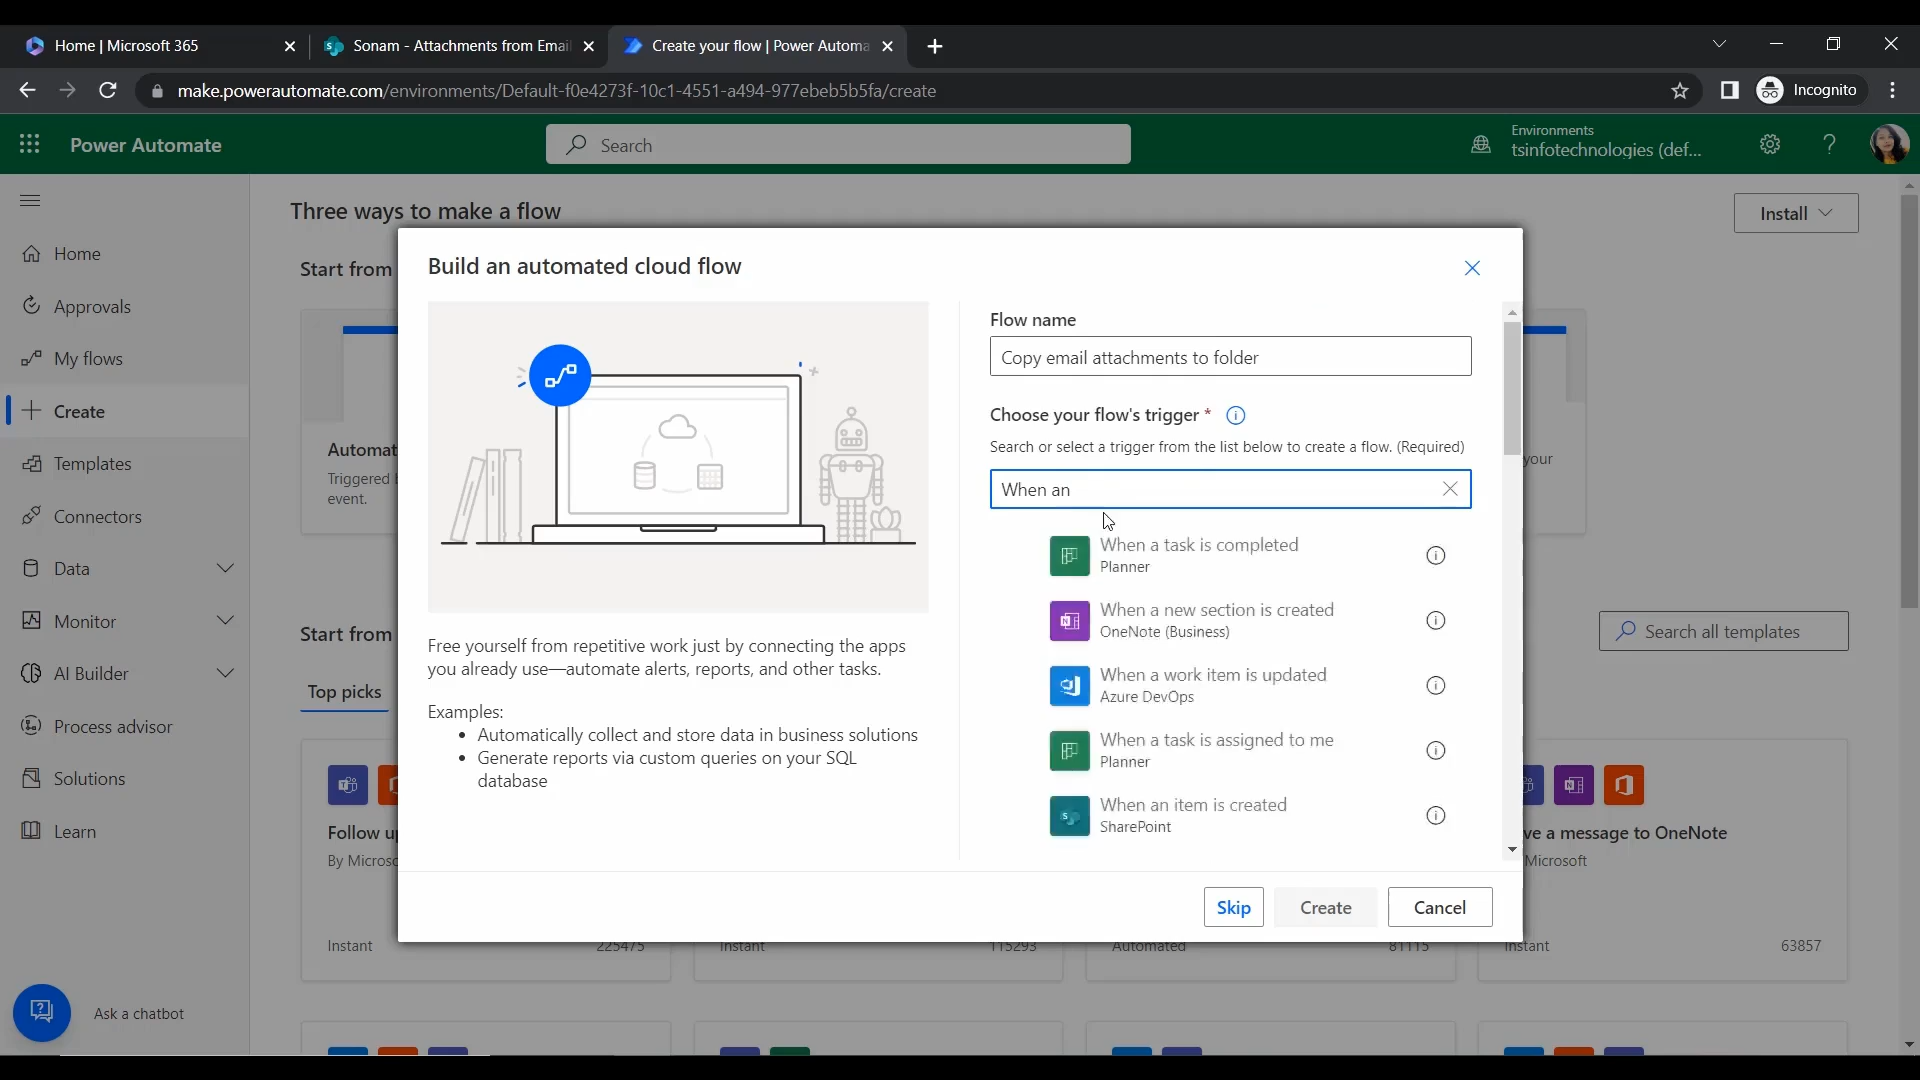 Home | Microsoft 365
Sonam - Attachments from Emai
Create your flow | Power Automa
make.powerautomate.com/environments/Default-f0e4273f-10c1-4551-a494-977ebeb5b5fa/create
Incognito
Power Automate
Search
Environments
tsinfotechnologies (def...
Home
Approvals
My flows
Create
Templates
Connectors
Data
Monitor
AI Builder
Process advisor
Solutions
Learn
Ask a chatbot
Three ways to make a flow
Install
Start from
Automat
Triggered b
event.
your
Start from
Search all templates
Top picks
Follow up
By Microso
Instant
225475
Instant
115293
Automated
81115
ve a message to OneNote
Microsoft
Instant
63857
Build an automated cloud flow
Free yourself from repetitive work just by connecting the apps
you already use—automate alerts, reports, and other tasks.
Examples:
• Automatically collect and store data in business solutions
• Generate reports via custom queries on your SQL
database
Flow name
Copy email attachments to folder
Choose your flow's trigger *
Search or select a trigger from the list below to create a flow. (Required)
When an
When a task is completed
Planner
When a new section is created
OneNote (Business)
When a work item is updated
Azure DevOps
When a task is assigned to me
Planner
When an item is created
SharePoint
Skip
Create
Cancel